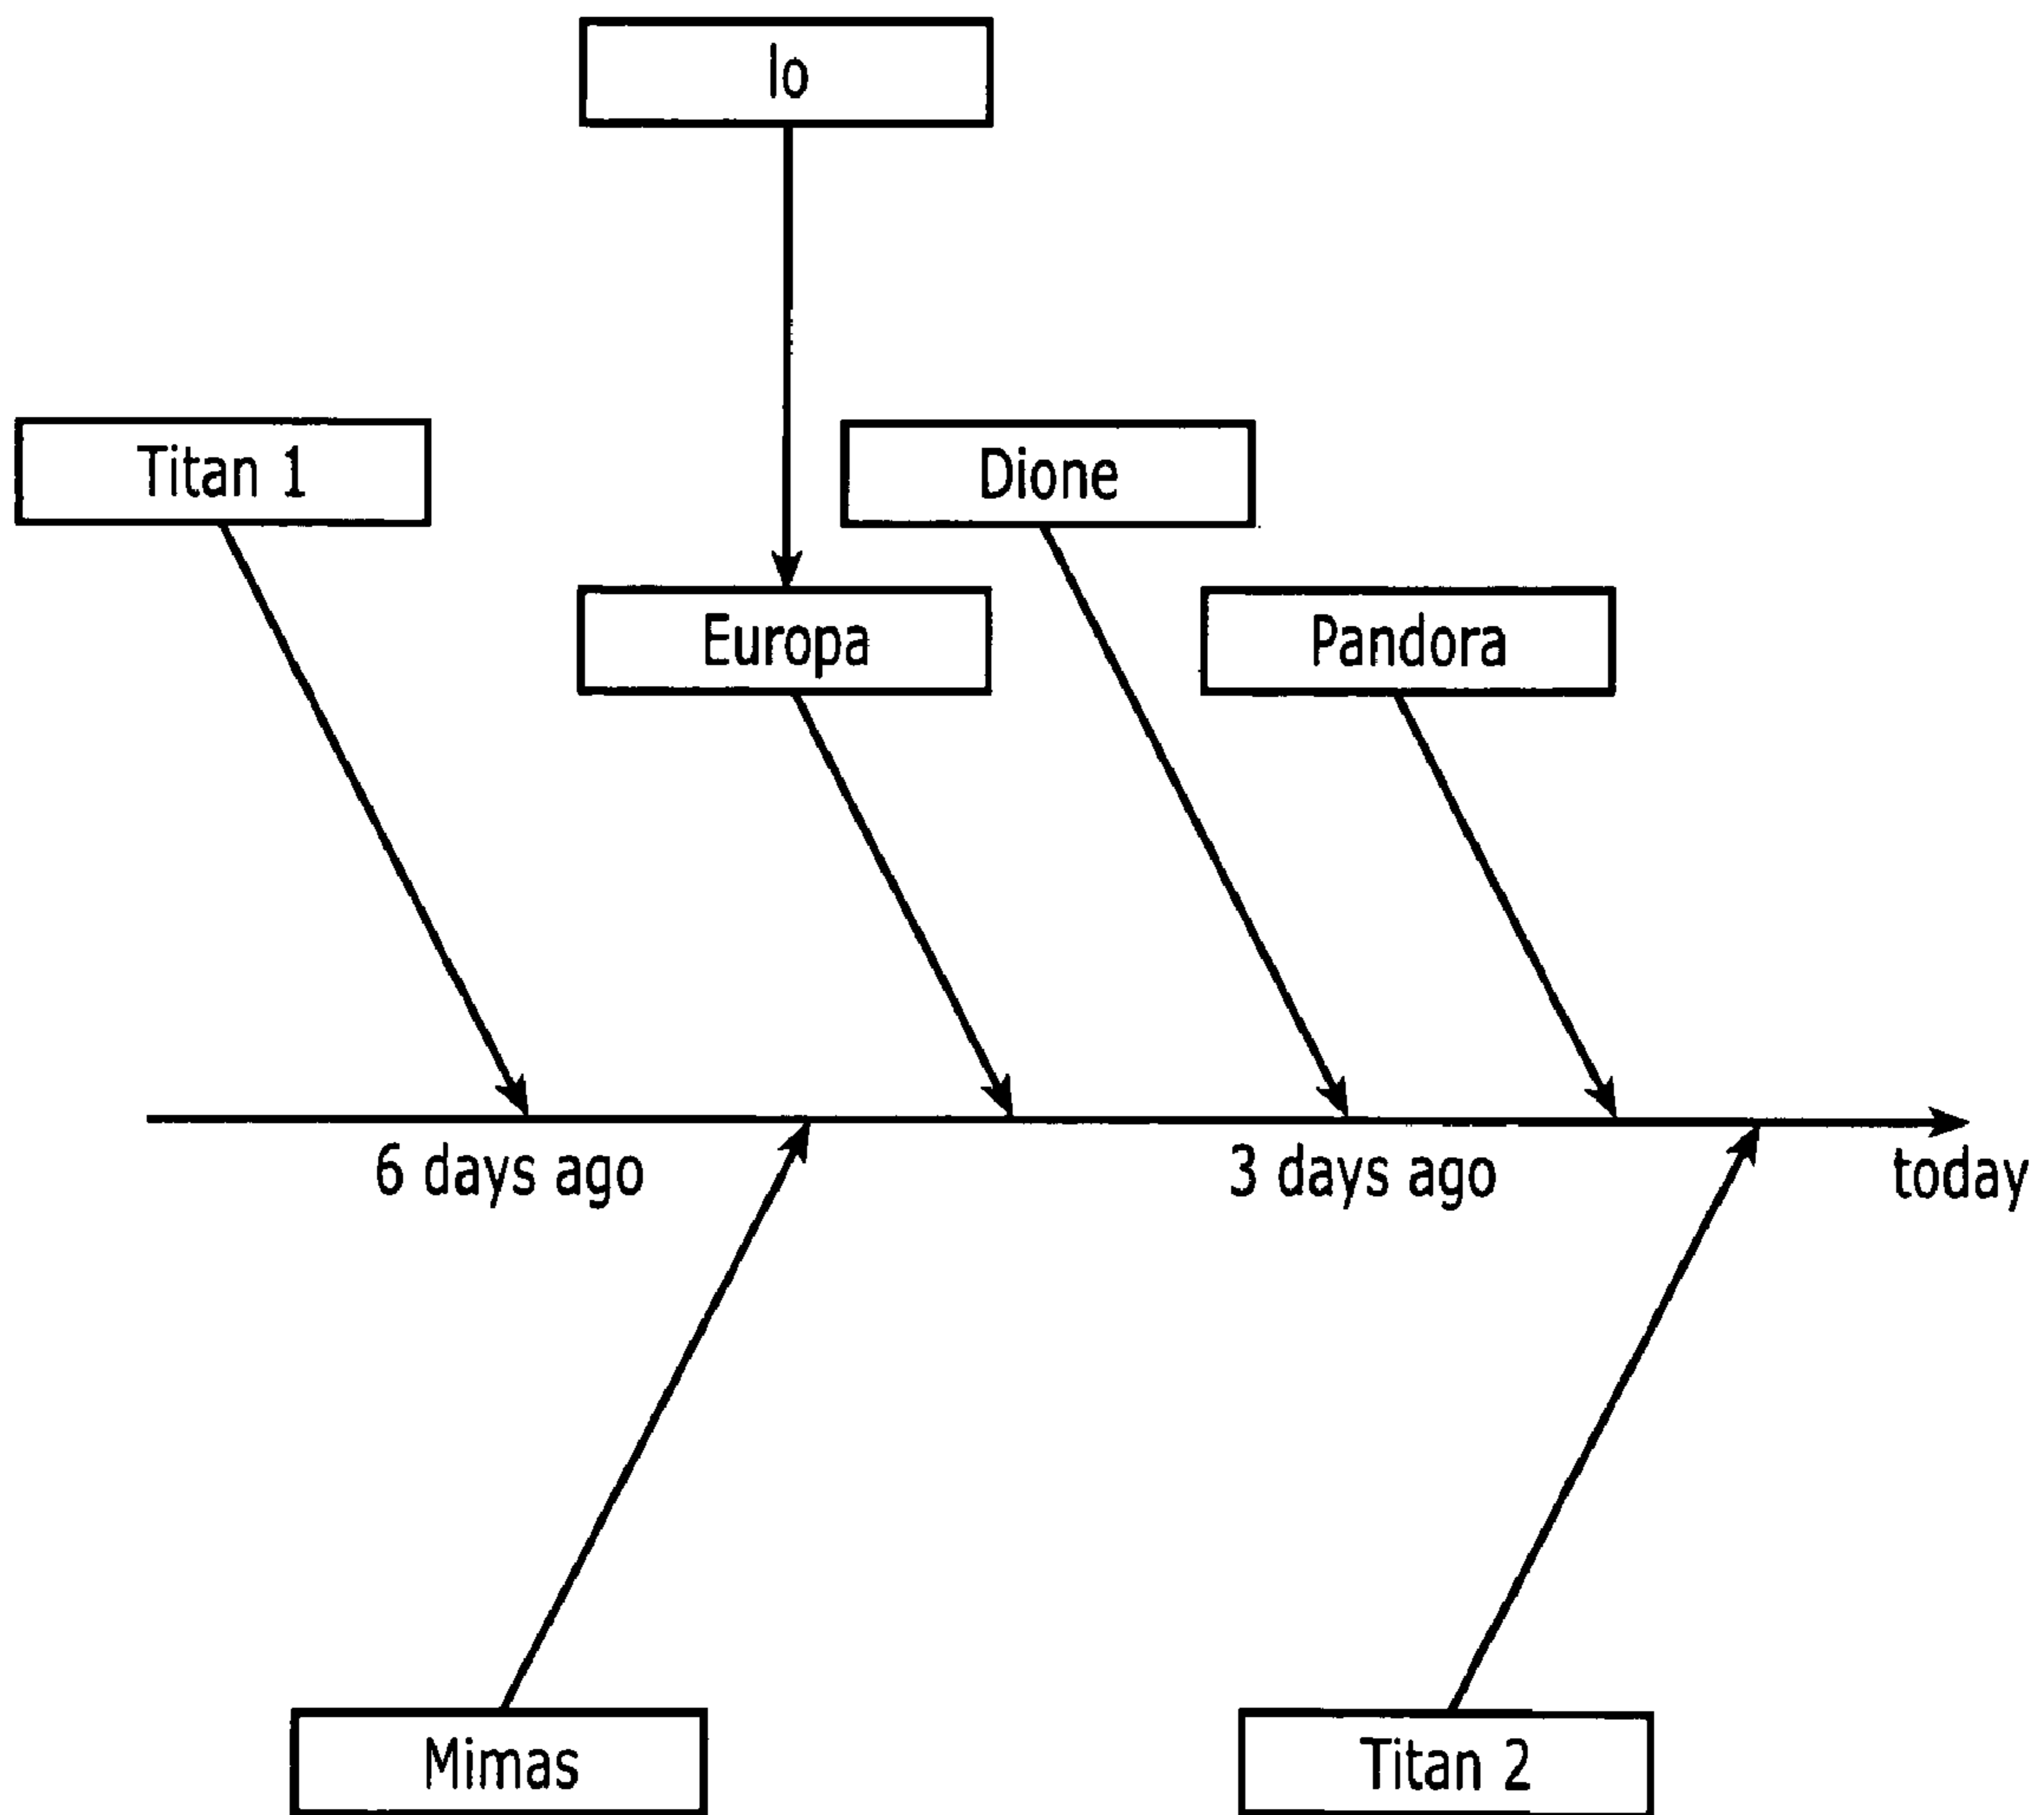 Io
Titan 1
Dione
Europa
Pandora
6 days ago
3 days ago
today
Mimas
Titan 2